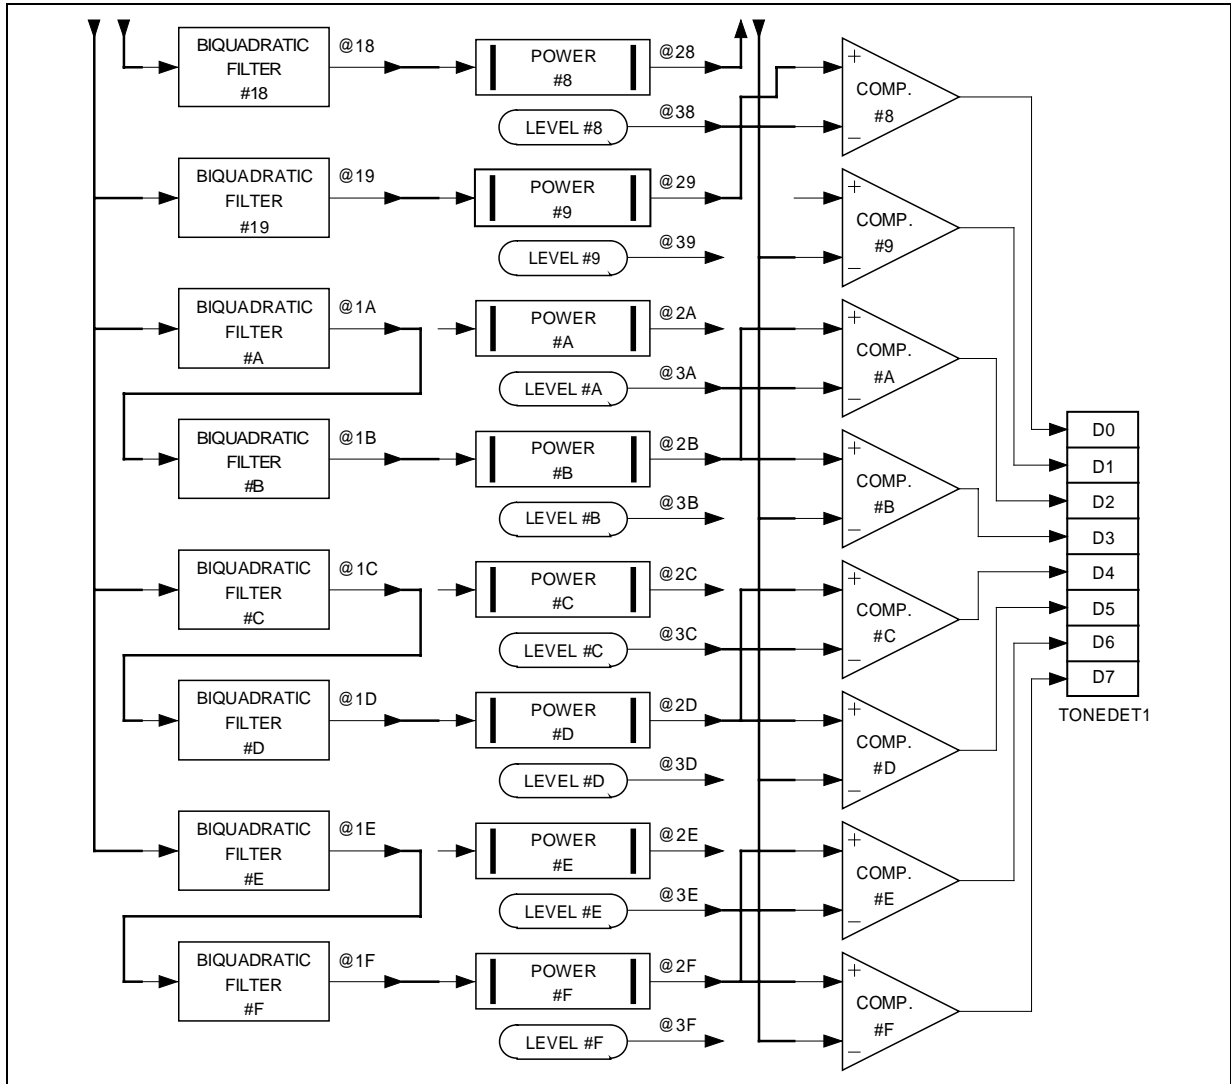 BIQUADRATIC
FILTER
#18
@18
POWER
#8
@28
LEVEL #8
@38
+
COMP.
#8
−
BIQUADRATIC
FILTER
#19
@19
POWER
#9
@29
LEVEL #9
@39
+
COMP.
#9
−
BIQUADRATIC
FILTER
#A
@1A
POWER
#A
@2A
LEVEL #A
@3A
+
COMP.
#A
−
BIQUADRATIC
FILTER
#B
@1B
POWER
#B
@2B
LEVEL #B
@3B
+
COMP.
#B
−
BIQUADRATIC
FILTER
#C
@1C
POWER
#C
@2C
LEVEL #C
@3C
+
COMP.
#C
−
BIQUADRATIC
FILTER
#D
@1D
POWER
#D
@2D
LEVEL #D
@3D
+
COMP.
#D
−
BIQUADRATIC
FILTER
#E
@1E
POWER
#E
@2E
LEVEL #E
@3E
+
COMP.
#E
−
BIQUADRATIC
FILTER
#F
@1F
POWER
#F
@2F
LEVEL #F
@3F
+
COMP.
#F
−
D0
D1
D2
D3
D4
D5
D6
D7
TONEDET1